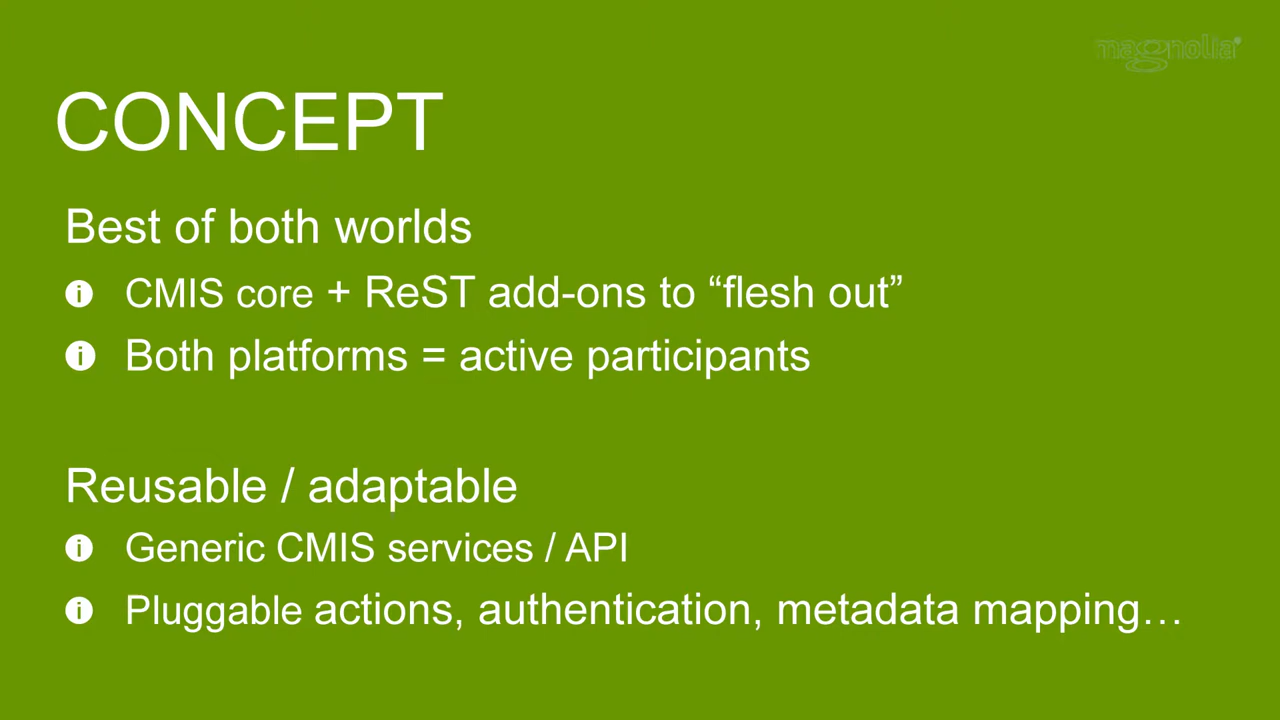 magnolia
CONCEPT
Best of both worlds
CMIS core + ReST add-ons to “flesh out”
Both platforms = active participants
Reusable / adaptable
Generic CMIS services / API
Pluggable actions, authentication, metadata mapping…